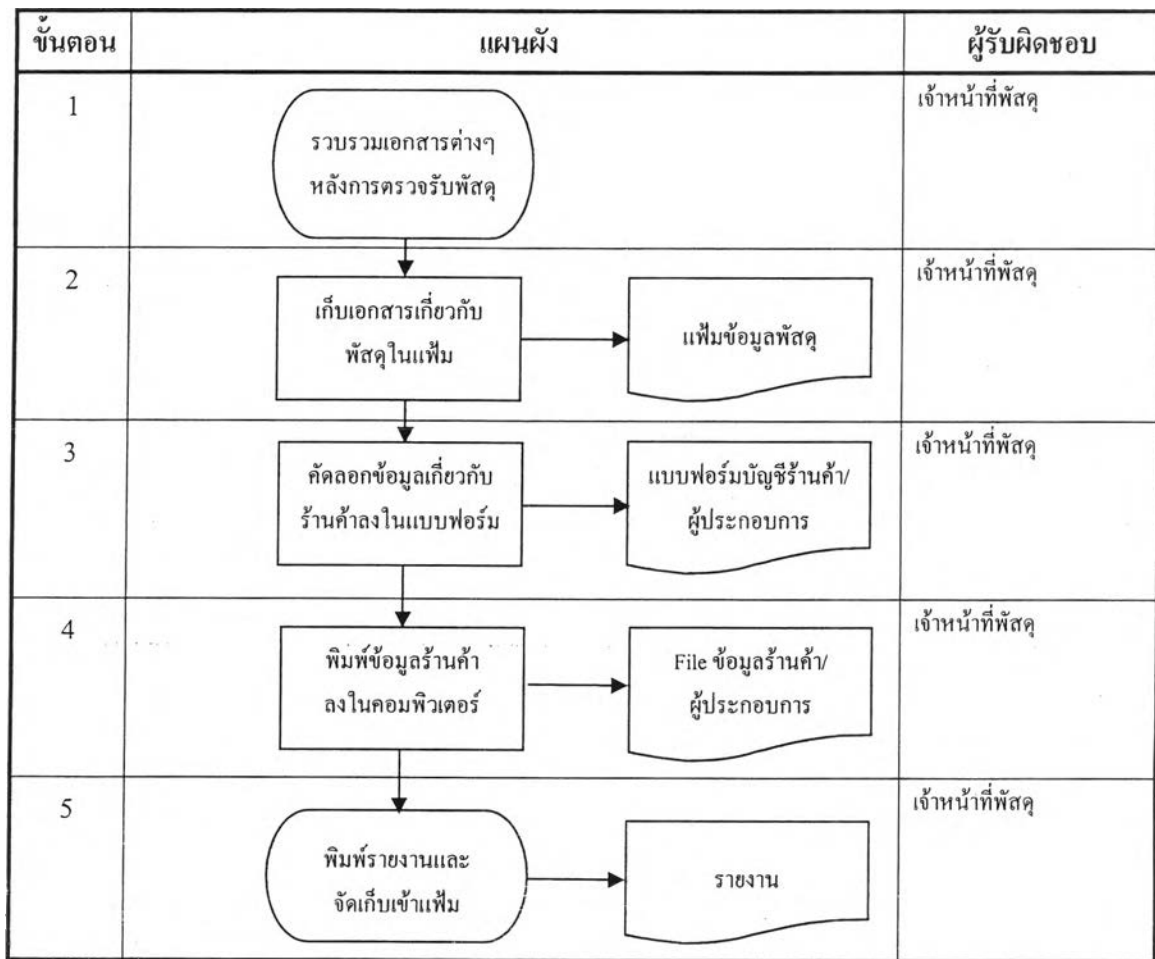 ขั้นตอน แผนผัง ผู้รับผิดชอบ
1 เจ้าหน้าที่พัสดุ
รวบรวมเอกสารต่างๆ
หลังการตรวจรับพัสดุ
2 เจ้าหน้าที่พัสดุ
เก็บเอกสารเกี่ยวกับ
พัสดุในแฟ้ม
แฟ้มข้อมูลพัสดุ
3 เจ้าหน้าที่พัสดุ
คัดลอกข้อมูลเกี่ยวกับ
ร้านค้าลงในแบบฟอร์ม
แบบฟอร์มบัญชีร้านค้า/
ผู้ประกอบการ
4 เจ้าหน้าที่พัสดุ
พิมพ์ข้อมูลร้านค้า
ลงในคอมพิวเตอร์
File ข้อมูลร้านค้า/
ผู้ประกอบการ
5 เจ้าหน้าที่พัสดุ
พิมพ์รายงานและ
จัดเก็บเข้าแฟ้ม
รายงาน